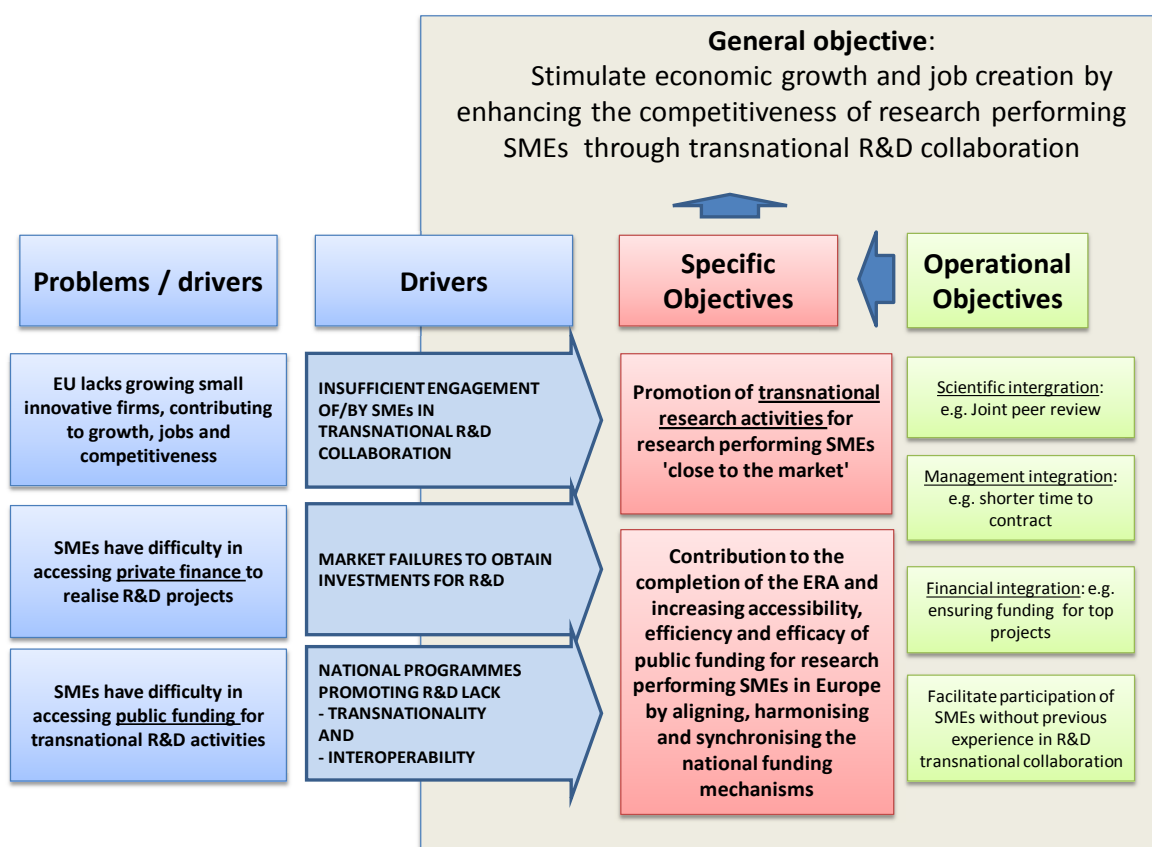 General objective:
Stimulate economic growth and job creation by
enhancing the competitiveness of research performing
SMEs through transnational R&D collaboration
Problems / drivers
Drivers
Specific
Objectives
Operational
Objectives
EU lacks growing small
innovative firms, contributing
to growth, jobs and
competitiveness
SMEs have difficulty in
accessing private finance to
realise R&D projects
SMEs have difficulty in
accessing public funding for
transnational R&D activities
INSUFFICIENT ENGAGEMENT
OF/BY SMEs IN
TRANSNATIONAL R&D
COLLABORATION
MARKET FAILURES TO OBTAIN
INVESTMENTS FOR R&D
NATIONAL PROGRAMMES
PROMOTING R&D LACK
- TRANSNATIONALITY
AND
- INTEROPERABILITY
Promotion of transnational
research activities for
research performing SMEs
'close to the market'
Contribution to the
completion of the ERA and
increasing accessibility,
efficiency and efficacy of
public funding for research
performing SMEs in Europe
by aligning, harmonising
and synchronising the
national funding
mechanisms
Scientific intergration:
e.g. Joint peer review
Management integration:
e.g. shorter time to
contract
Financial integration: e.g.
ensuring funding for top
projects
Facilitate participation of
SMEs without previous
experience in R&D
transnational collaboration